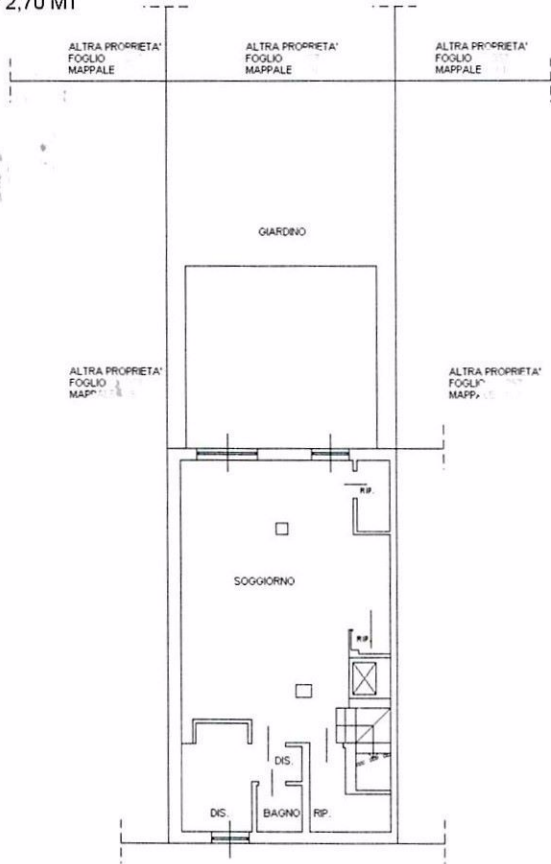 2,70 MT
ALTRA PROPRIETA'
FOGLIO
MAPPALE
ALTRA PROPRIETA'
FOGLIO
MAPPALE
ALTRA PROPRIETA'
FOGLIO
MAPPALE
GIARDINO
ALTRA PROPRIETA'
FOGLIO
ALTRA PROPRIETA'
RIP.
SOGGIORNO
RIP.
DIS.
DIS. BAGNO RIP.